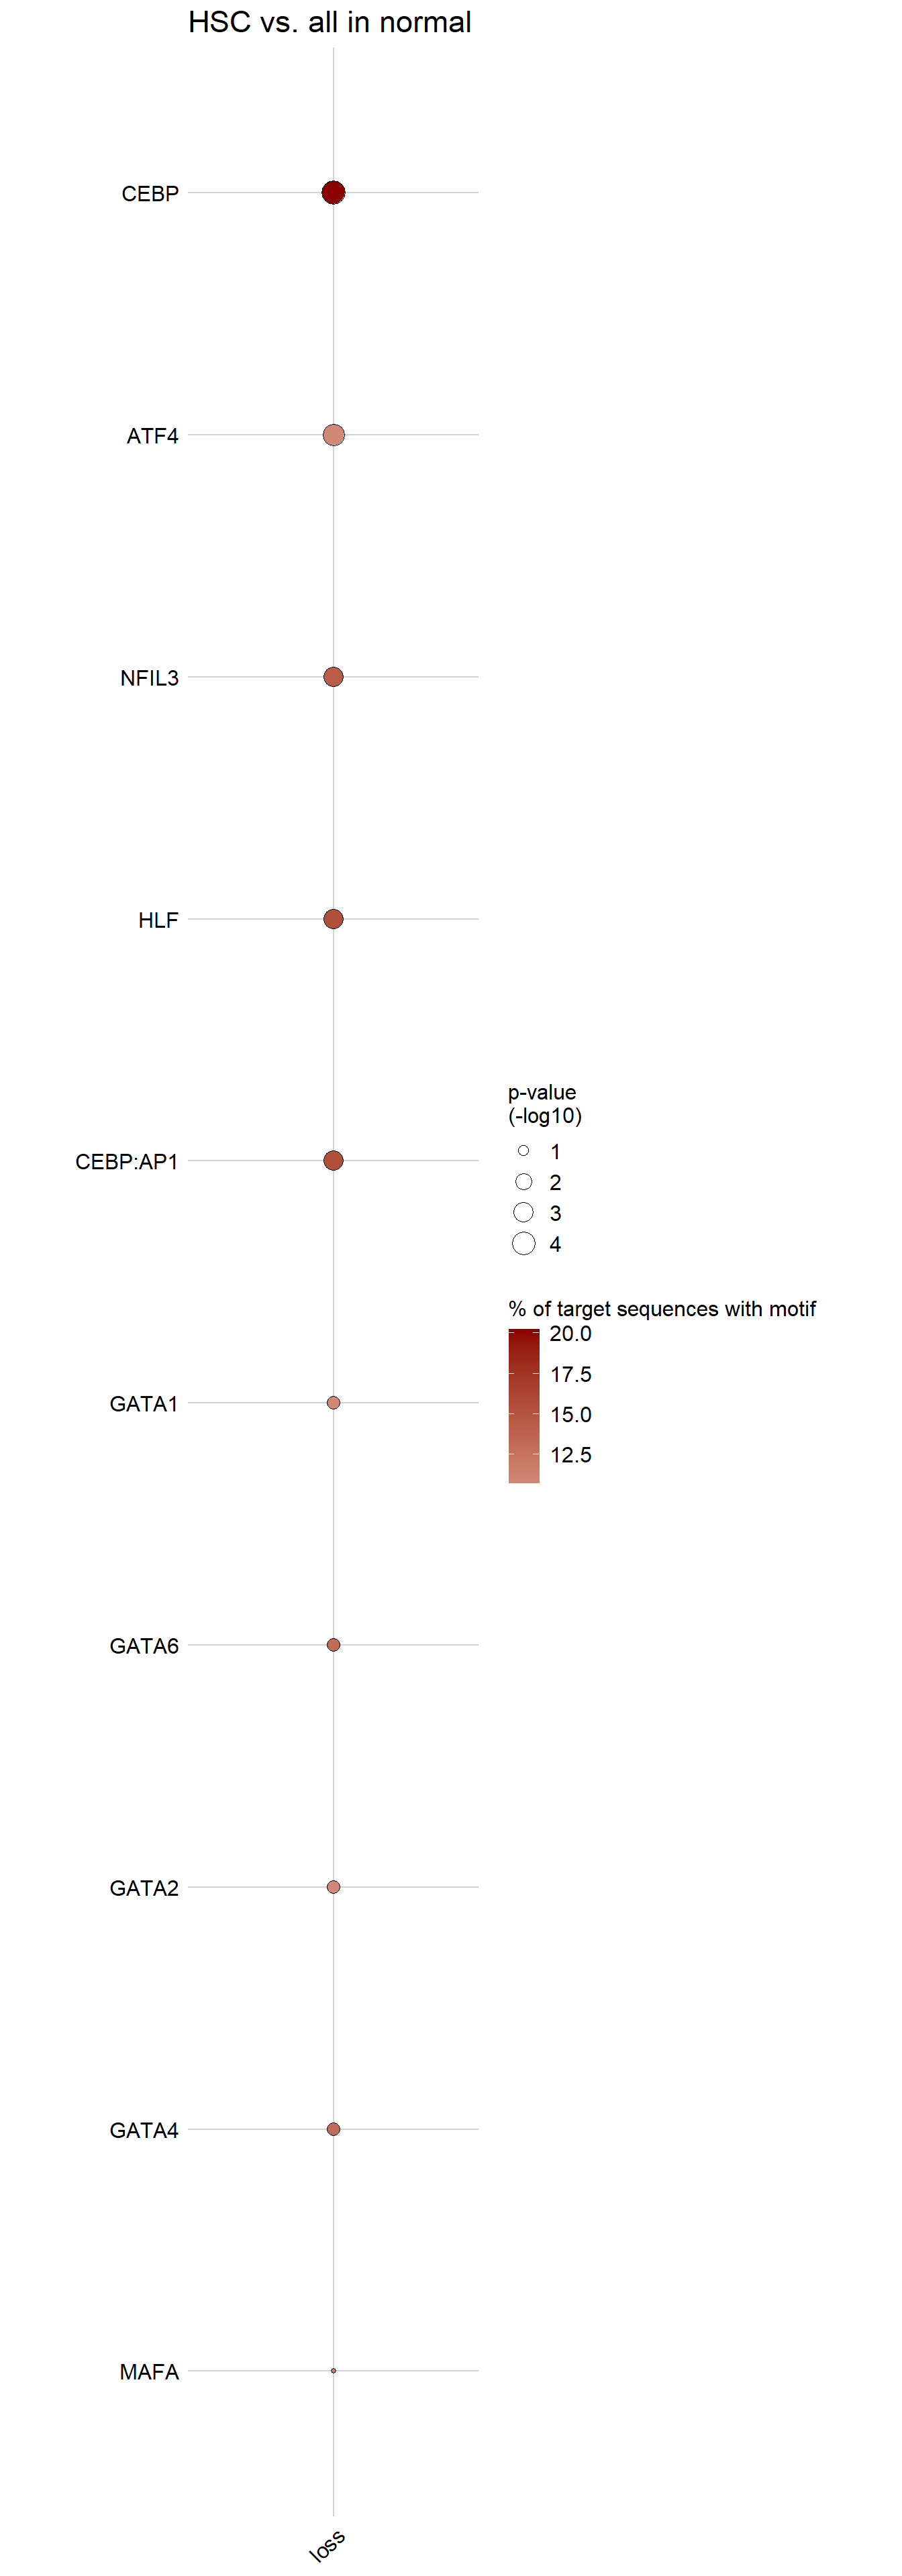 HSC vs. all in normal
CEBP
ATF4
NFIL3
HLF
CEBP:AP1
GATA1
GATA6
GATA2
GATA4
MAFA
loss
p-value
(-log10)
1
2
3
4
% of target sequences with motif
20.0
17.5
15.0
12.5